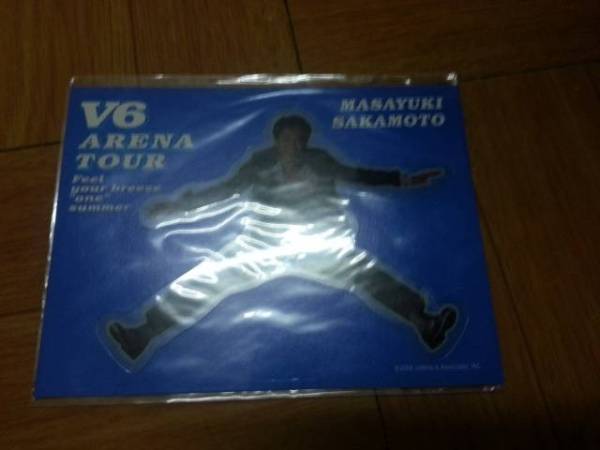 V6
ARENA
TOUR
Feel
your breeze
"one"
summer
MASAYUKI
SAKAMOTO